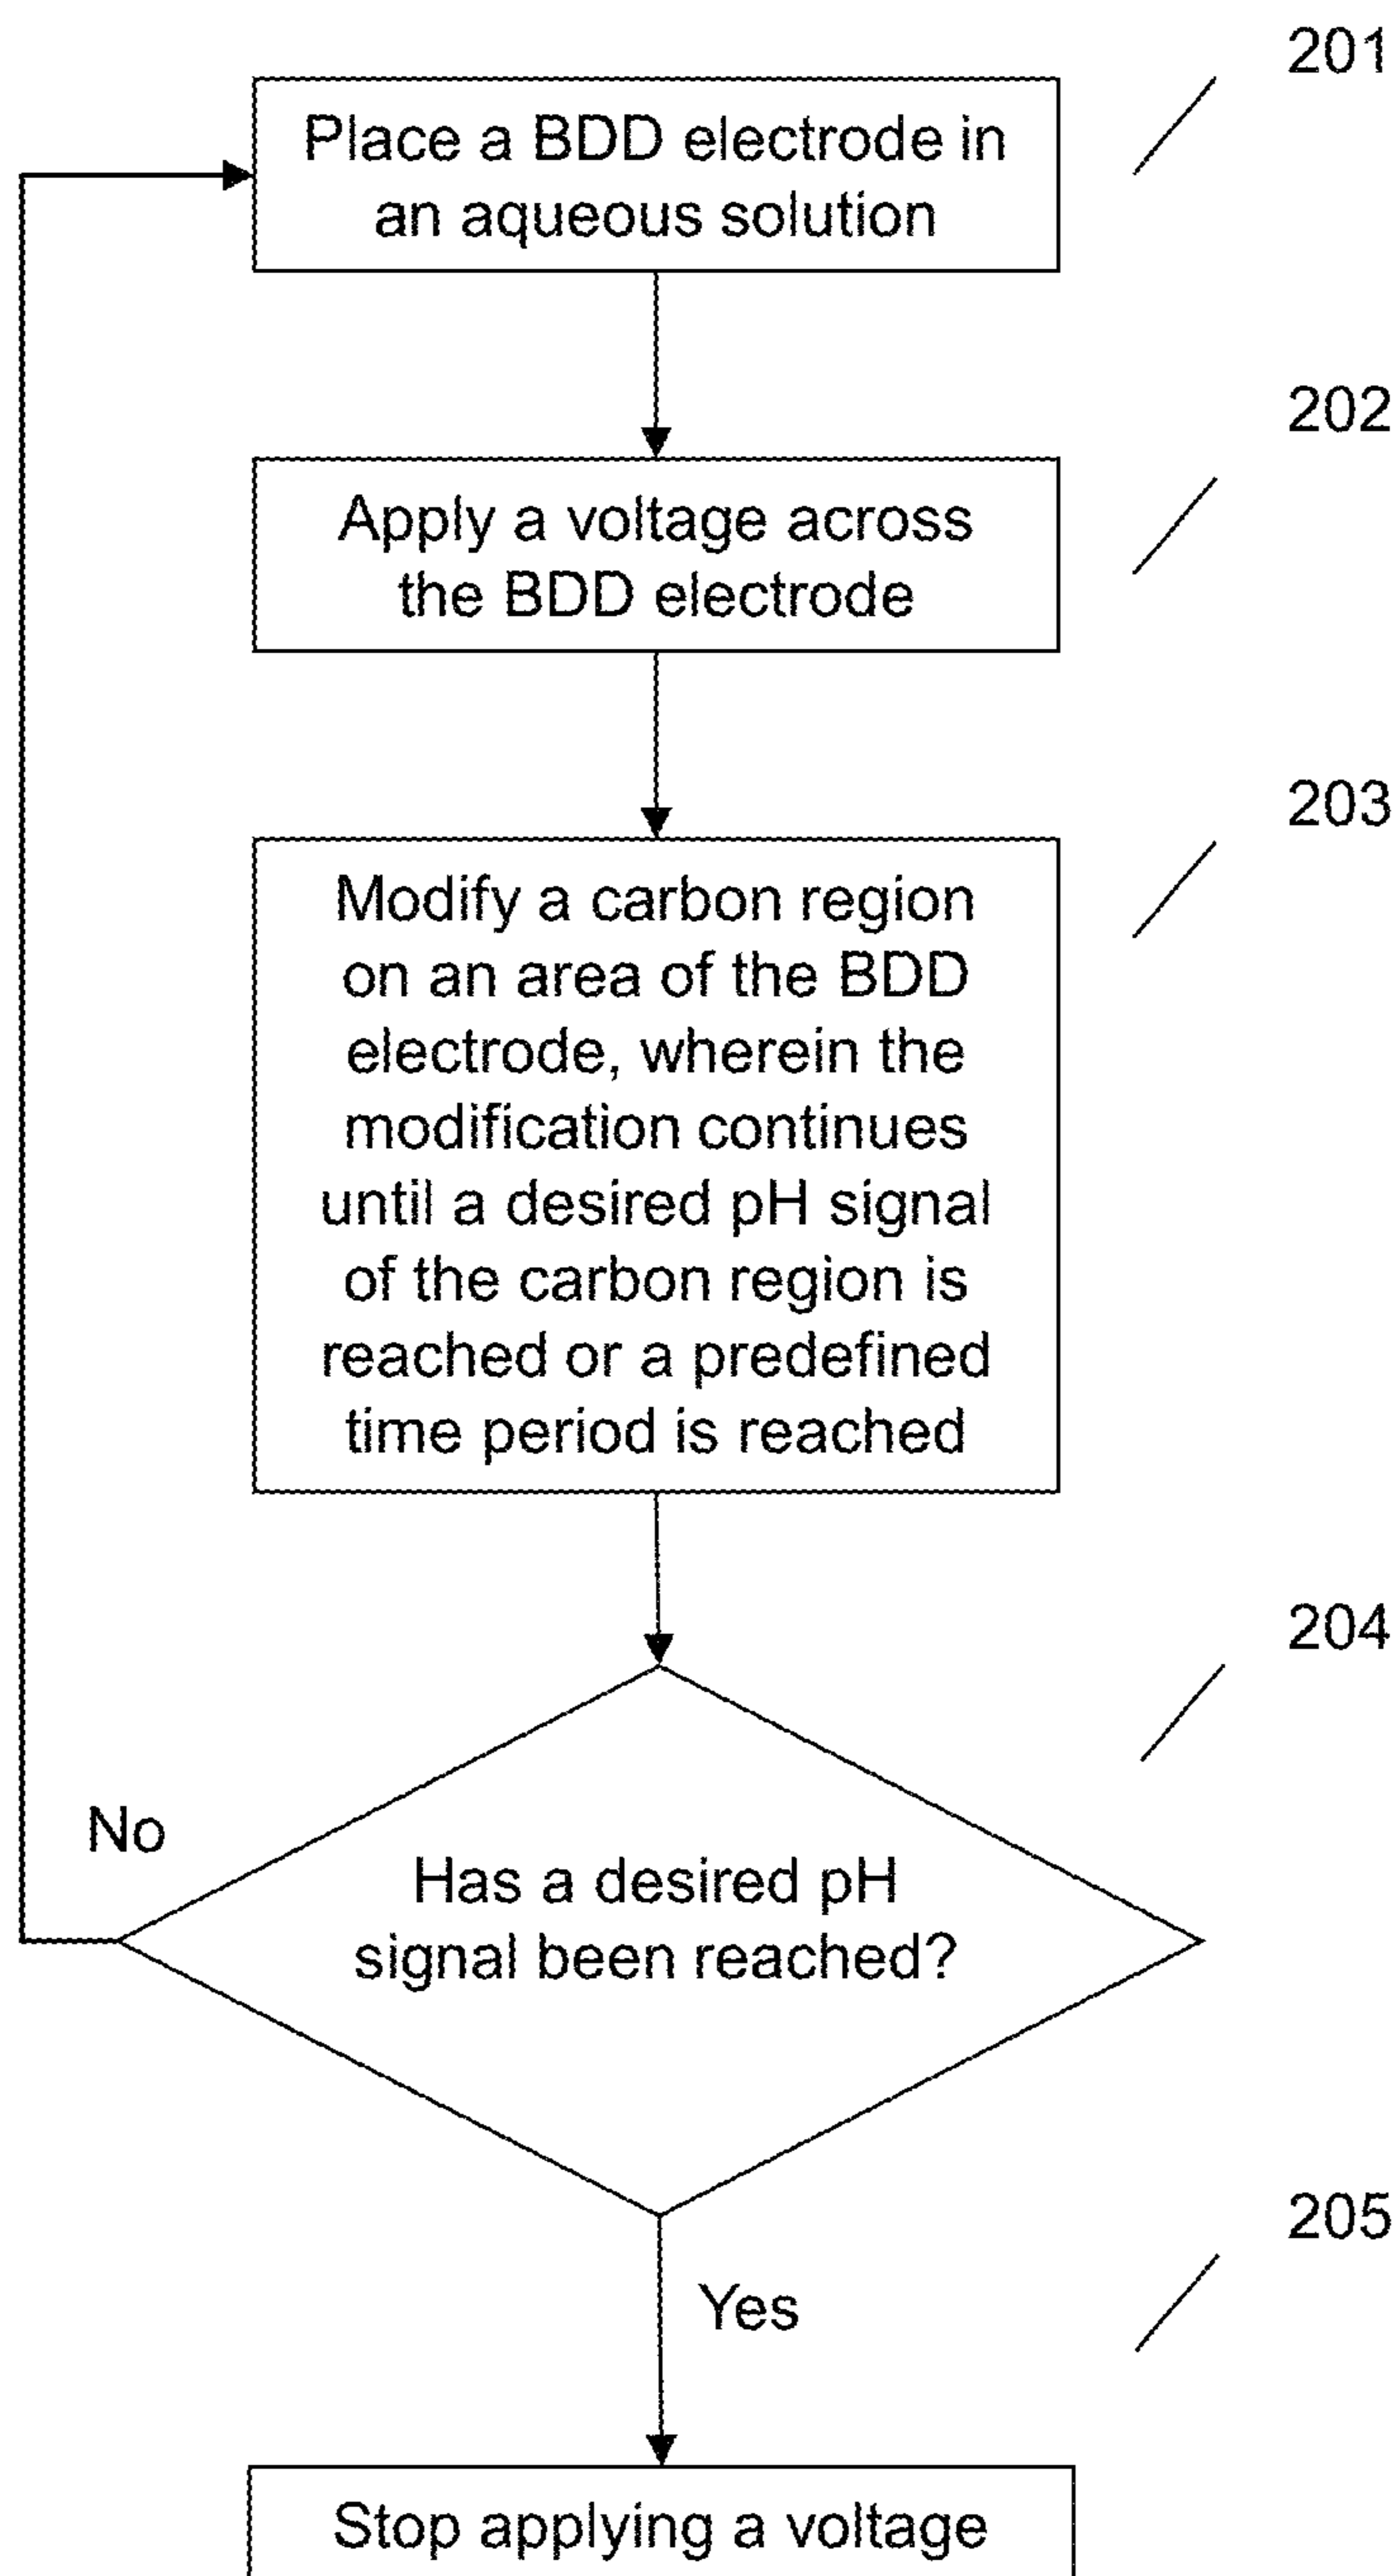 201
Place a BDD electrode in
an aqueous solution
202
Apply a voltage across
the BDD electrode
203
Modify a carbon region
on an area of the BDD
electrode, wherein the
modification continues
until a desired pH signal
of the carbon region is
reached or a predefined
time period is reached
204
No
Has a desired pH
signal been reached?
205
Yes
Stop applying a voltage